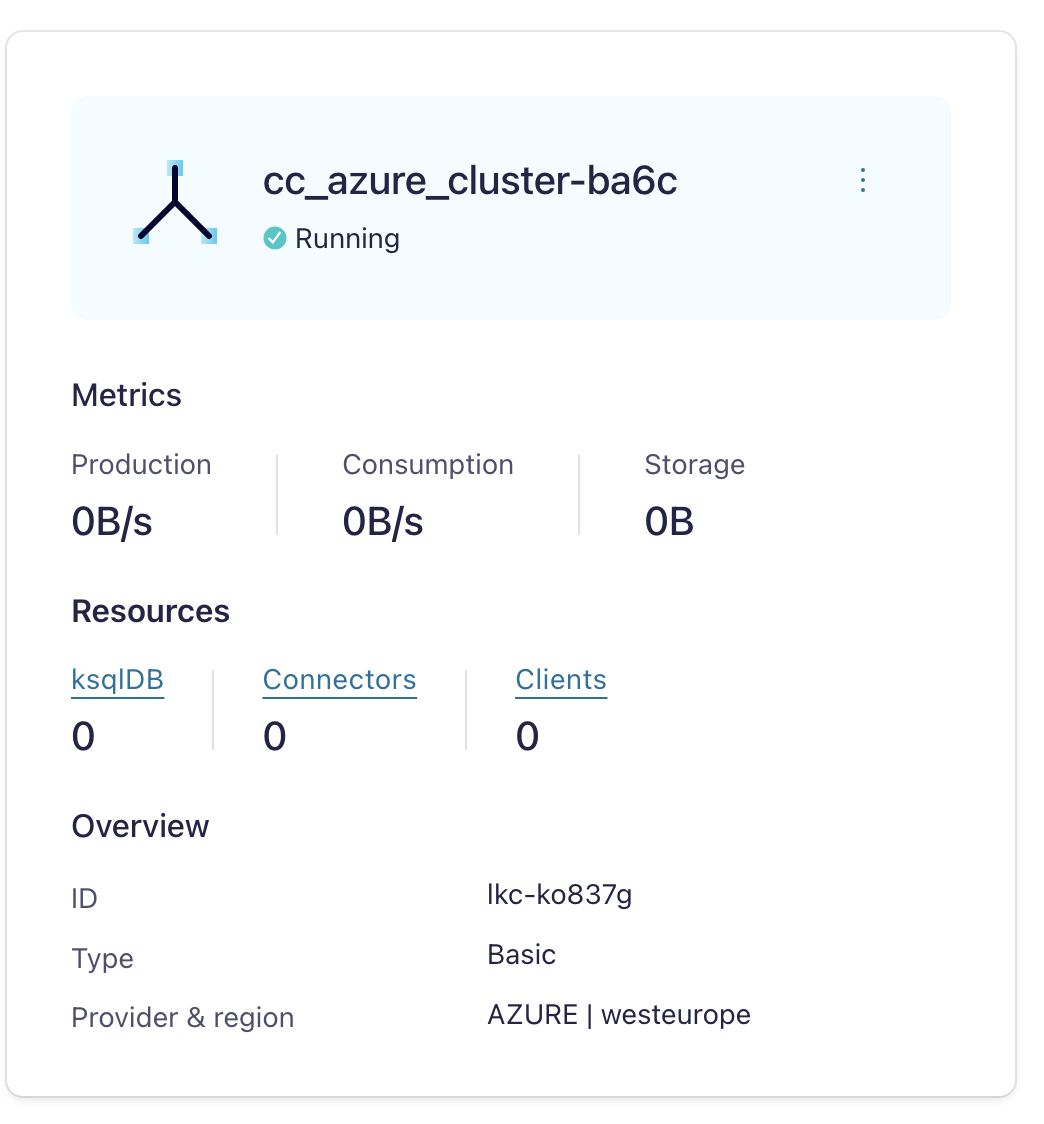 cc_azure_cluster-ba6c
Running
Metrics
Production
0B/s
Consumption
0B/s
Storage
0B
Resources
ksqlDB
0
Connectors
0
Clients
0
Overview
ID lkc-ko837g
Type Basic
Provider & region AZURE | westeurope